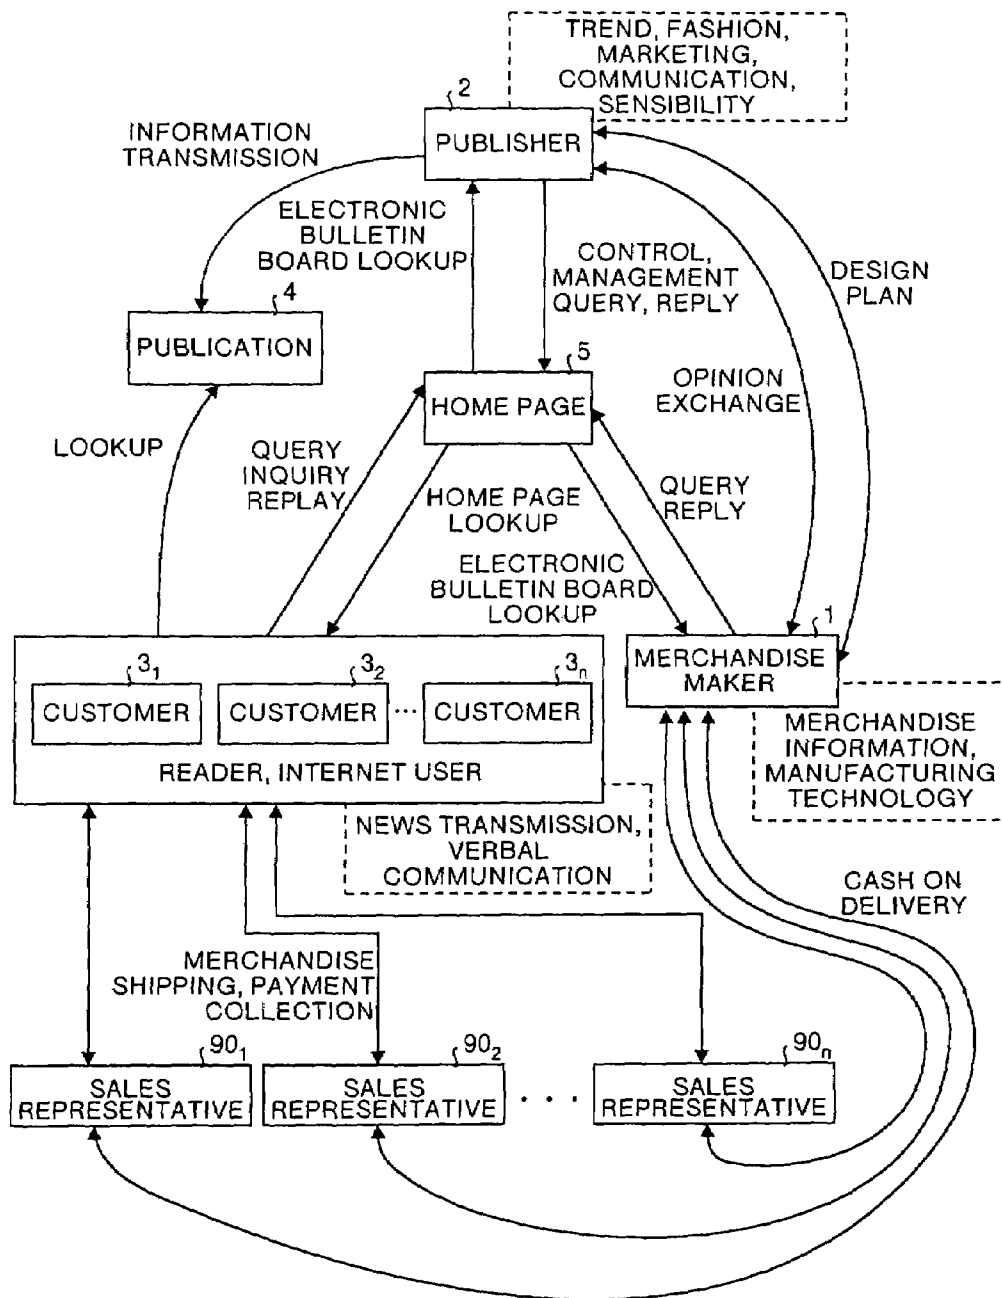 TREND, FASHION,
MARKETING,
COMMUNICATION,
SENSIBILITY
2
PUBLISHER
INFORMATION
TRANSMISSION
ELECTRONIC
BULLETIN
BOARD LOOKUP
CONTROL,
MANAGEMENT
QUERY, REPLY
DESIGN
PLAN
4
PUBLICATION
5
HOME PAGE
OPINION
EXCHANGE
LOOKUP
QUERY
INQUIRY
REPLAY
HOME PAGE
LOOKUP
QUERY
REPLY
ELECTRONIC
BULLETIN BOARD
LOOKUP
1
MERCHANDISE
MAKER
3₁
CUSTOMER
3₂
CUSTOMER
...
3n
CUSTOMER
READER, INTERNET USER
MERCHANDISE
INFORMATION,
MANUFACTURING
TECHNOLOGY
NEWS TRANSMISSION,
VERBAL
COMMUNICATION
CASH ON
DELIVERY
MERCHANDISE
SHIPPING, PAYMENT
COLLECTION
90₁
SALES
REPRESENTATIVE
90₂
SALES
REPRESENTATIVE
. . . .
90n
SALES
REPRESENTATIVE